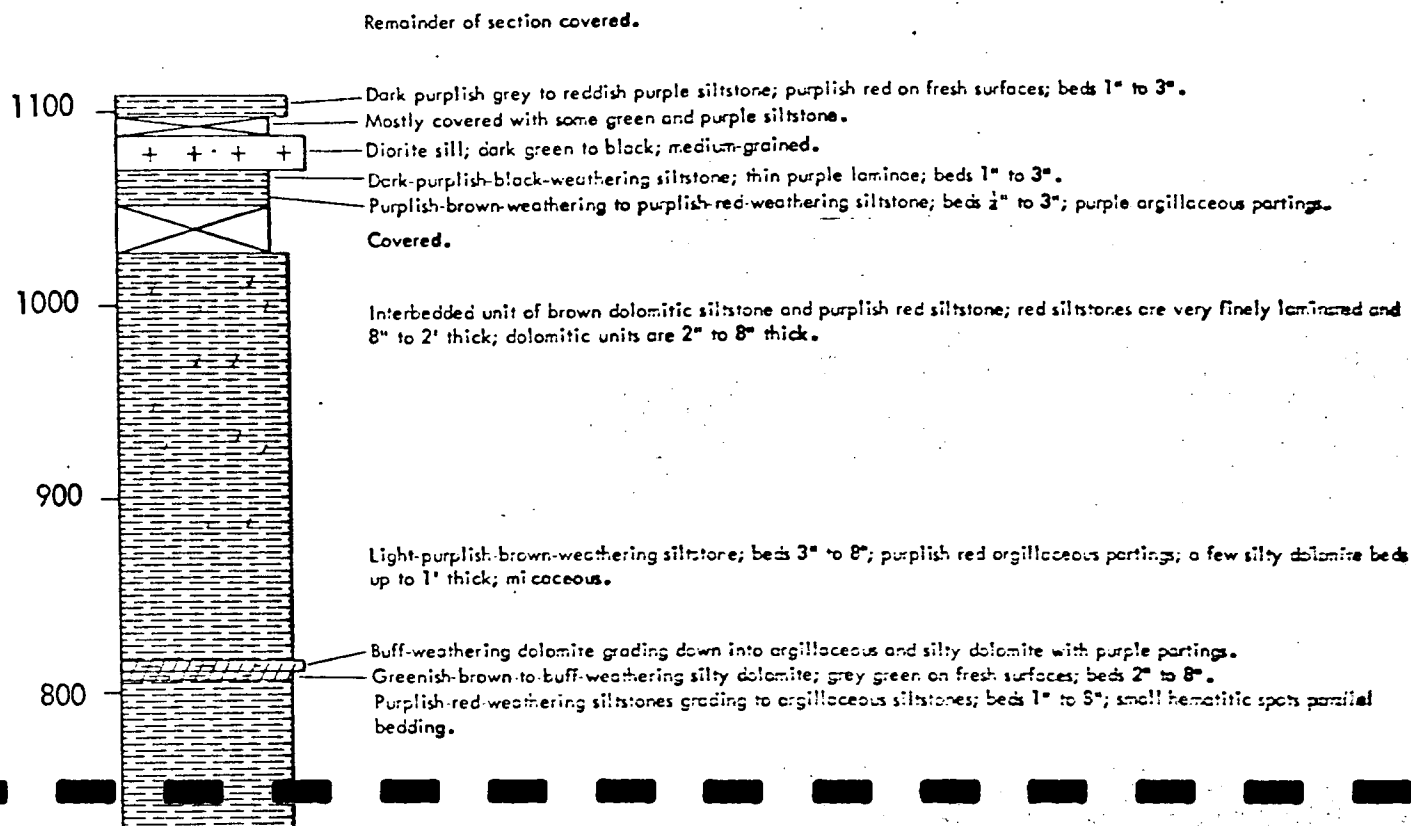 Remainder of section covered.
1100
Dark purplish grey to reddish purple siltstone; purplish red on fresh surfaces; beds 1" to 3".
Mostly covered with some green and purple siltstone.
Diorite sill; dark green to black; medium-grained.
Dark-purplish-black-weathering siltstone; thin purple laminae; beds 1" to 3".
Purplish-brown-weathering to purplish-red-weathering siltstone; beds ½" to 3"; purple argillaceous partings.
Covered.
1000
Interbedded unit of brown dolomitic siltstone and purplish red siltstone; red siltstones are very finely laminated and
8" to 2' thick; dolomitic units are 2" to 8" thick.
900
Light-purplish-brown-weathering siltstone; beds 3" to 8"; purplish red argillaceous partings; a few silty dolomite beds
up to 1' thick; micaceous.
Buff-weathering dolomite grading down into argillaceous and silty dolomite with purple partings.
Greenish-brown-to-buff-weathering silty dolomite; grey green on fresh surfaces; beds 2" to 8".
800
Purplish-red-weathering siltstones grading to argillaceous siltstones; beds 1" to small hematitic spots parallel
bedding.